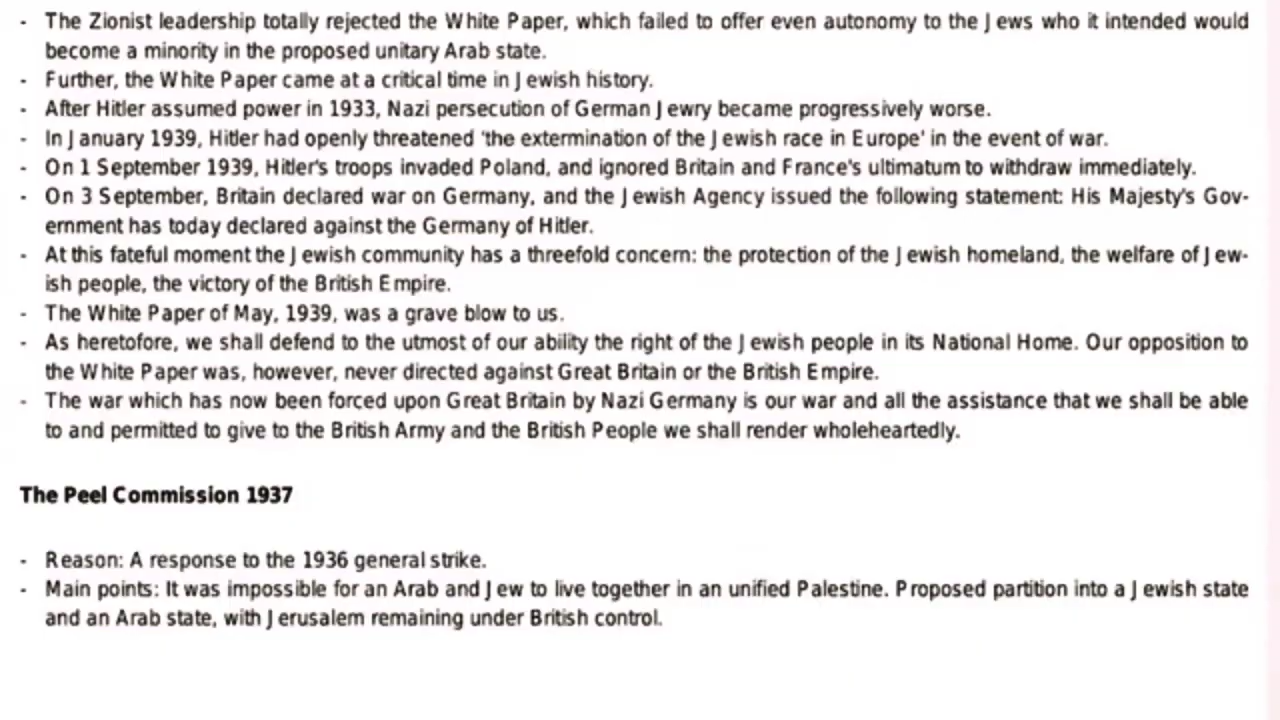 - The Zionist leadership totally rejected the White Paper, which failed to offer even autonomy to the Jews who it intended would
become a minority in the proposed unitary Arab state.
- Further, the White Paper came at a critical time in Jewish history.
- After Hitler assumed power in 1933, Nazi persecution of German Jewry became progressively worse.
- In January 1939, Hitler had openly threatened 'the extermination of the Jewish race in Europe' in the event of war.
- On 1 September 1939, Hitler's troops invaded Poland, and ignored Britain and France's ultimatum to withdraw immediately.
- On 3 September, Britain declared war on Germany, and the Jewish Agency issued the following statement: His Majesty's Gov-
ernment has today declared against the Germany of Hitler.
- At this fateful moment the Jewish community has a threefold concern: the protection of the Jewish homeland, the welfare of Jew-
ish people, the victory of the British Empire.
- The White Paper of May, 1939, was a grave blow to us.
- As heretofore, we shall defend to the utmost of our ability the right of the Jewish people in its National Home. Our opposition to
the White Paper was, however, never directed against Great Britain or the British Empire.
- The war which has now been forced upon Great Britain by Nazi Germany is our war and all the assistance that we shall be able
to and permitted to give to the British Army and the British People we shall render wholeheartedly.
The Peel Commission 1937
- Reason: A response to the 1936 general strike.
- Main points: It was impossible for an Arab and Jew to live together in an unified Palestine. Proposed partition into a Jewish state
and an Arab state, with Jerusalem remaining under British control.